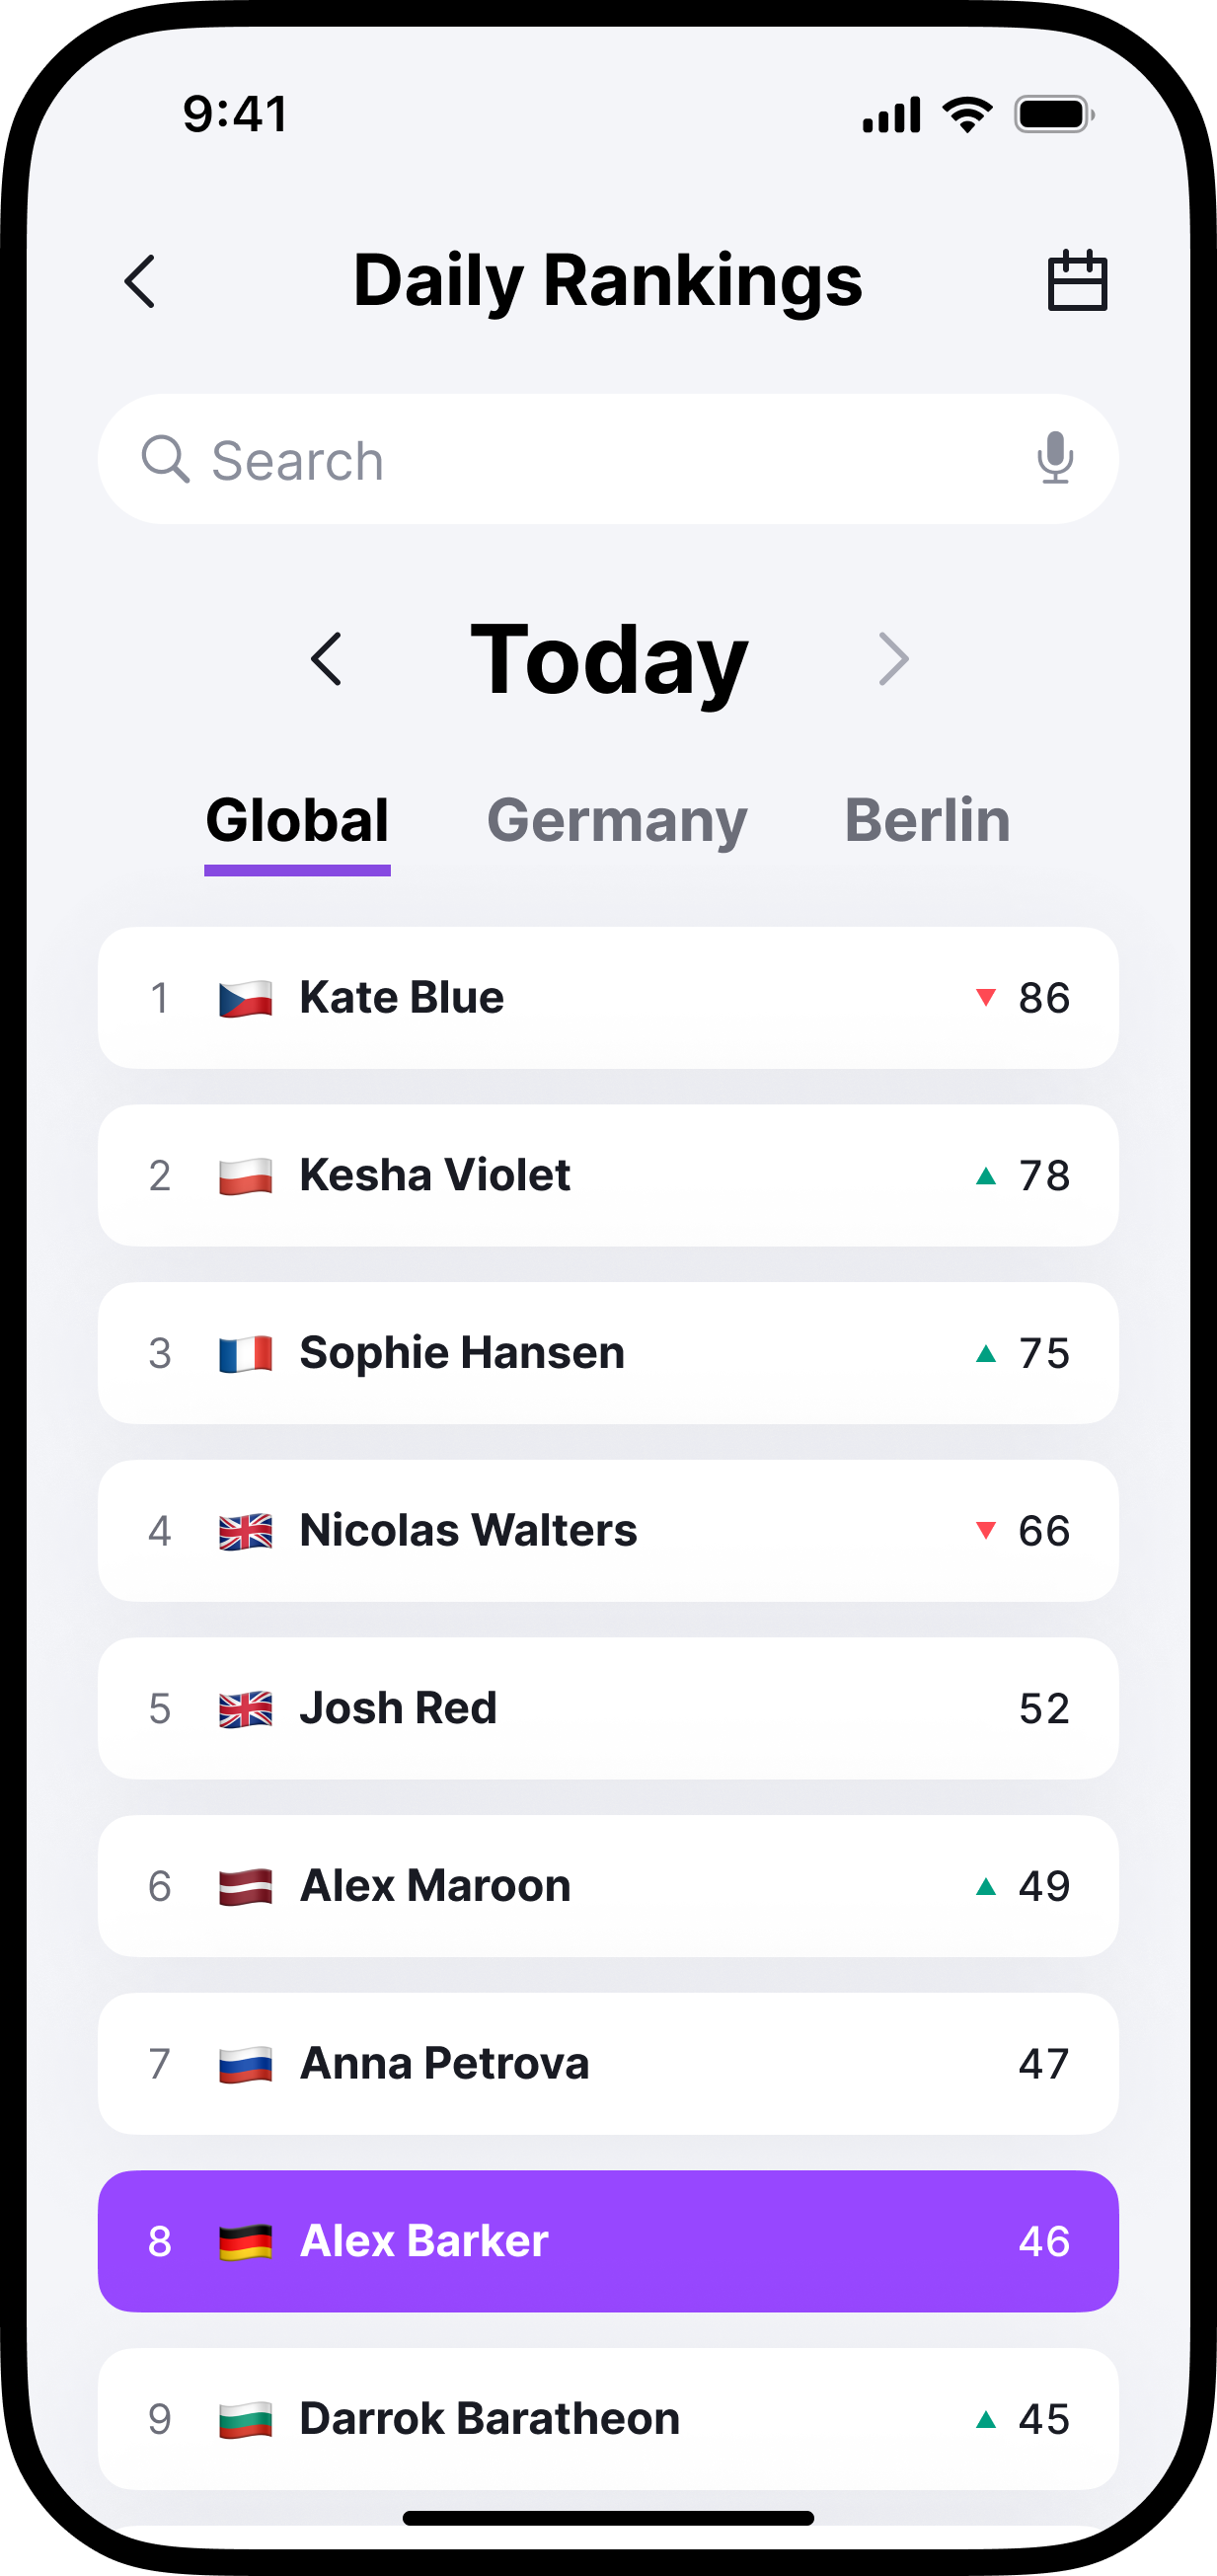 9:41
Daily Rankings
Search
Today
Global Germany Berlin
1 Kate Blue 86
2 Kesha Violet 78
3 Sophie Hansen 75
4 Nicolas Walters 66
5 Josh Red 52
6 Alex Maroon 49
7 Anna Petrova 47
8 Alex Barker 46
9 Darrok Baratheon 45